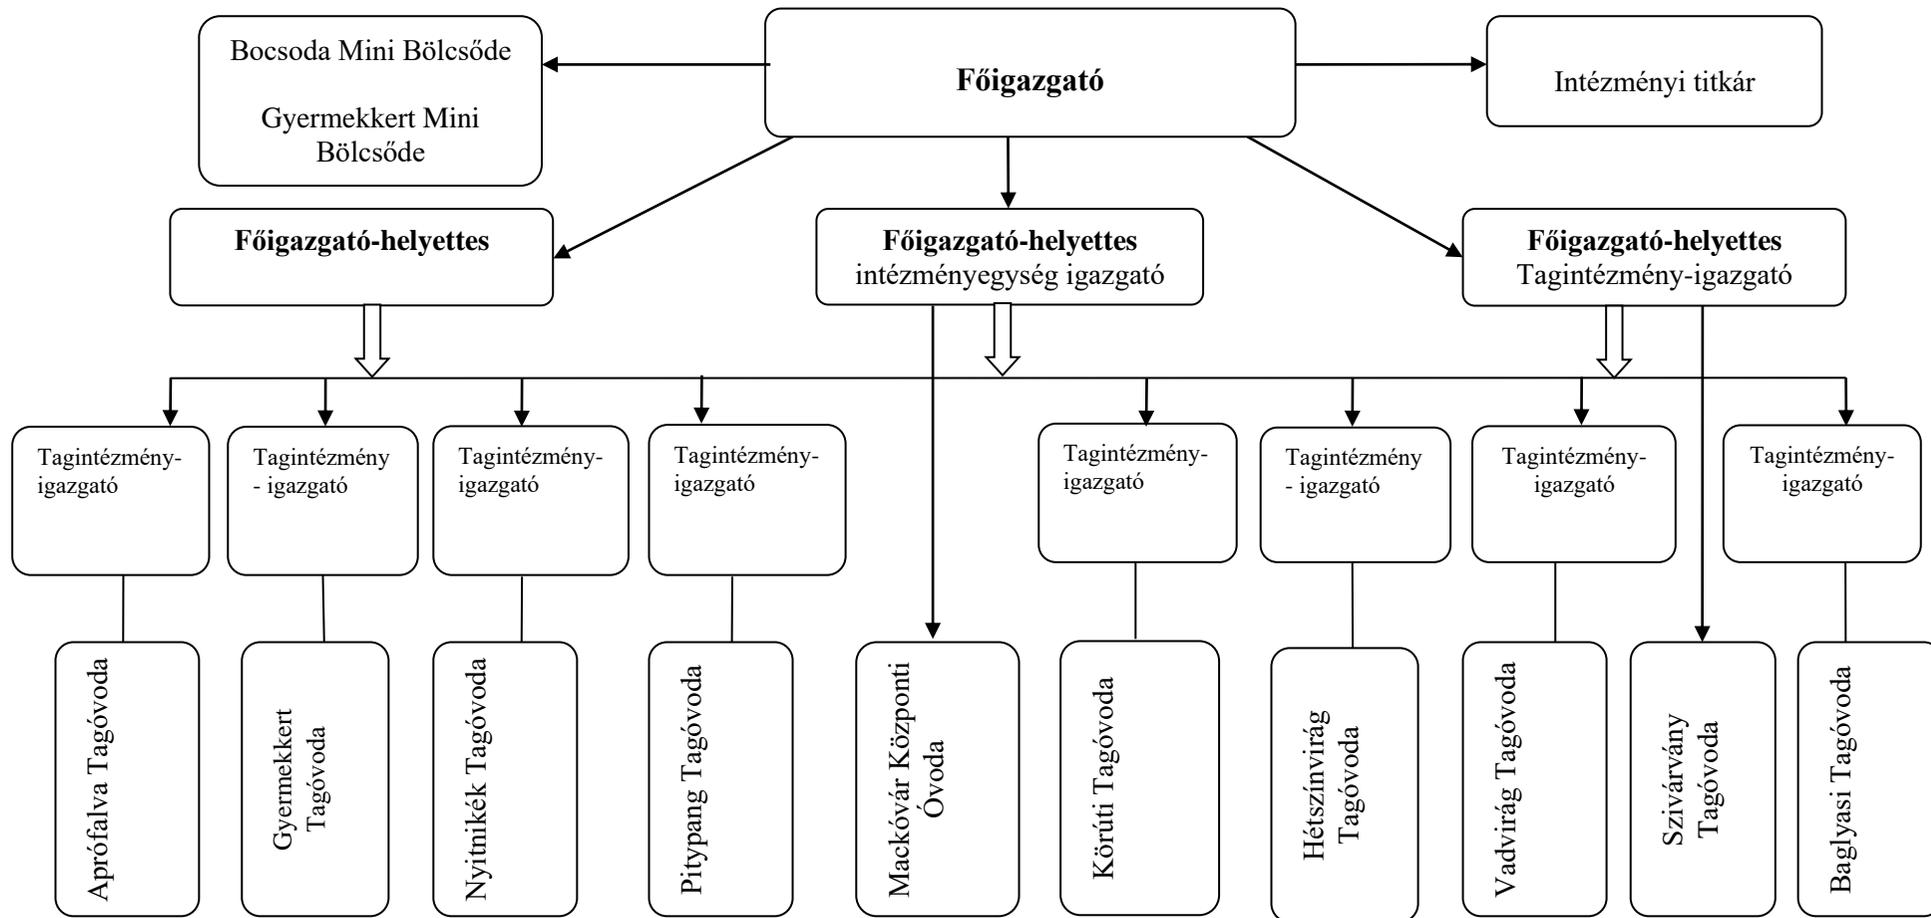 Bocsoda Mini Bölcsőde
Gyermekkert Mini
Bölcsőde
Főigazgató
Intézményi titkár
Főigazgató-helyettes
Főigazgató-helyettes
intézményegység igazgató
Főigazgató-helyettes
Tagintézmény-igazgató
Tagintézmény-
igazgató
Tagintézmény
- igazgató
Tagintézmény-
igazgató
Tagintézmény-
igazgató
Tagintézmény-
igazgató
Tagintézmény
- igazgató
Tagintézmény-
igazgató
Tagintézmény-
igazgató
Aprófalva Tagóvoda
Gyermekkert
Tagóvoda
Nyitnikék Tagóvoda
Pitypang Tagóvoda
Mackóvár Központi
Óvoda
Körúti Tagóvoda
Hétszínvirág
Tagóvoda
Vadvirág Tagóvoda
Szivárvány
Tagóvoda
Baglyasi Tagóvoda